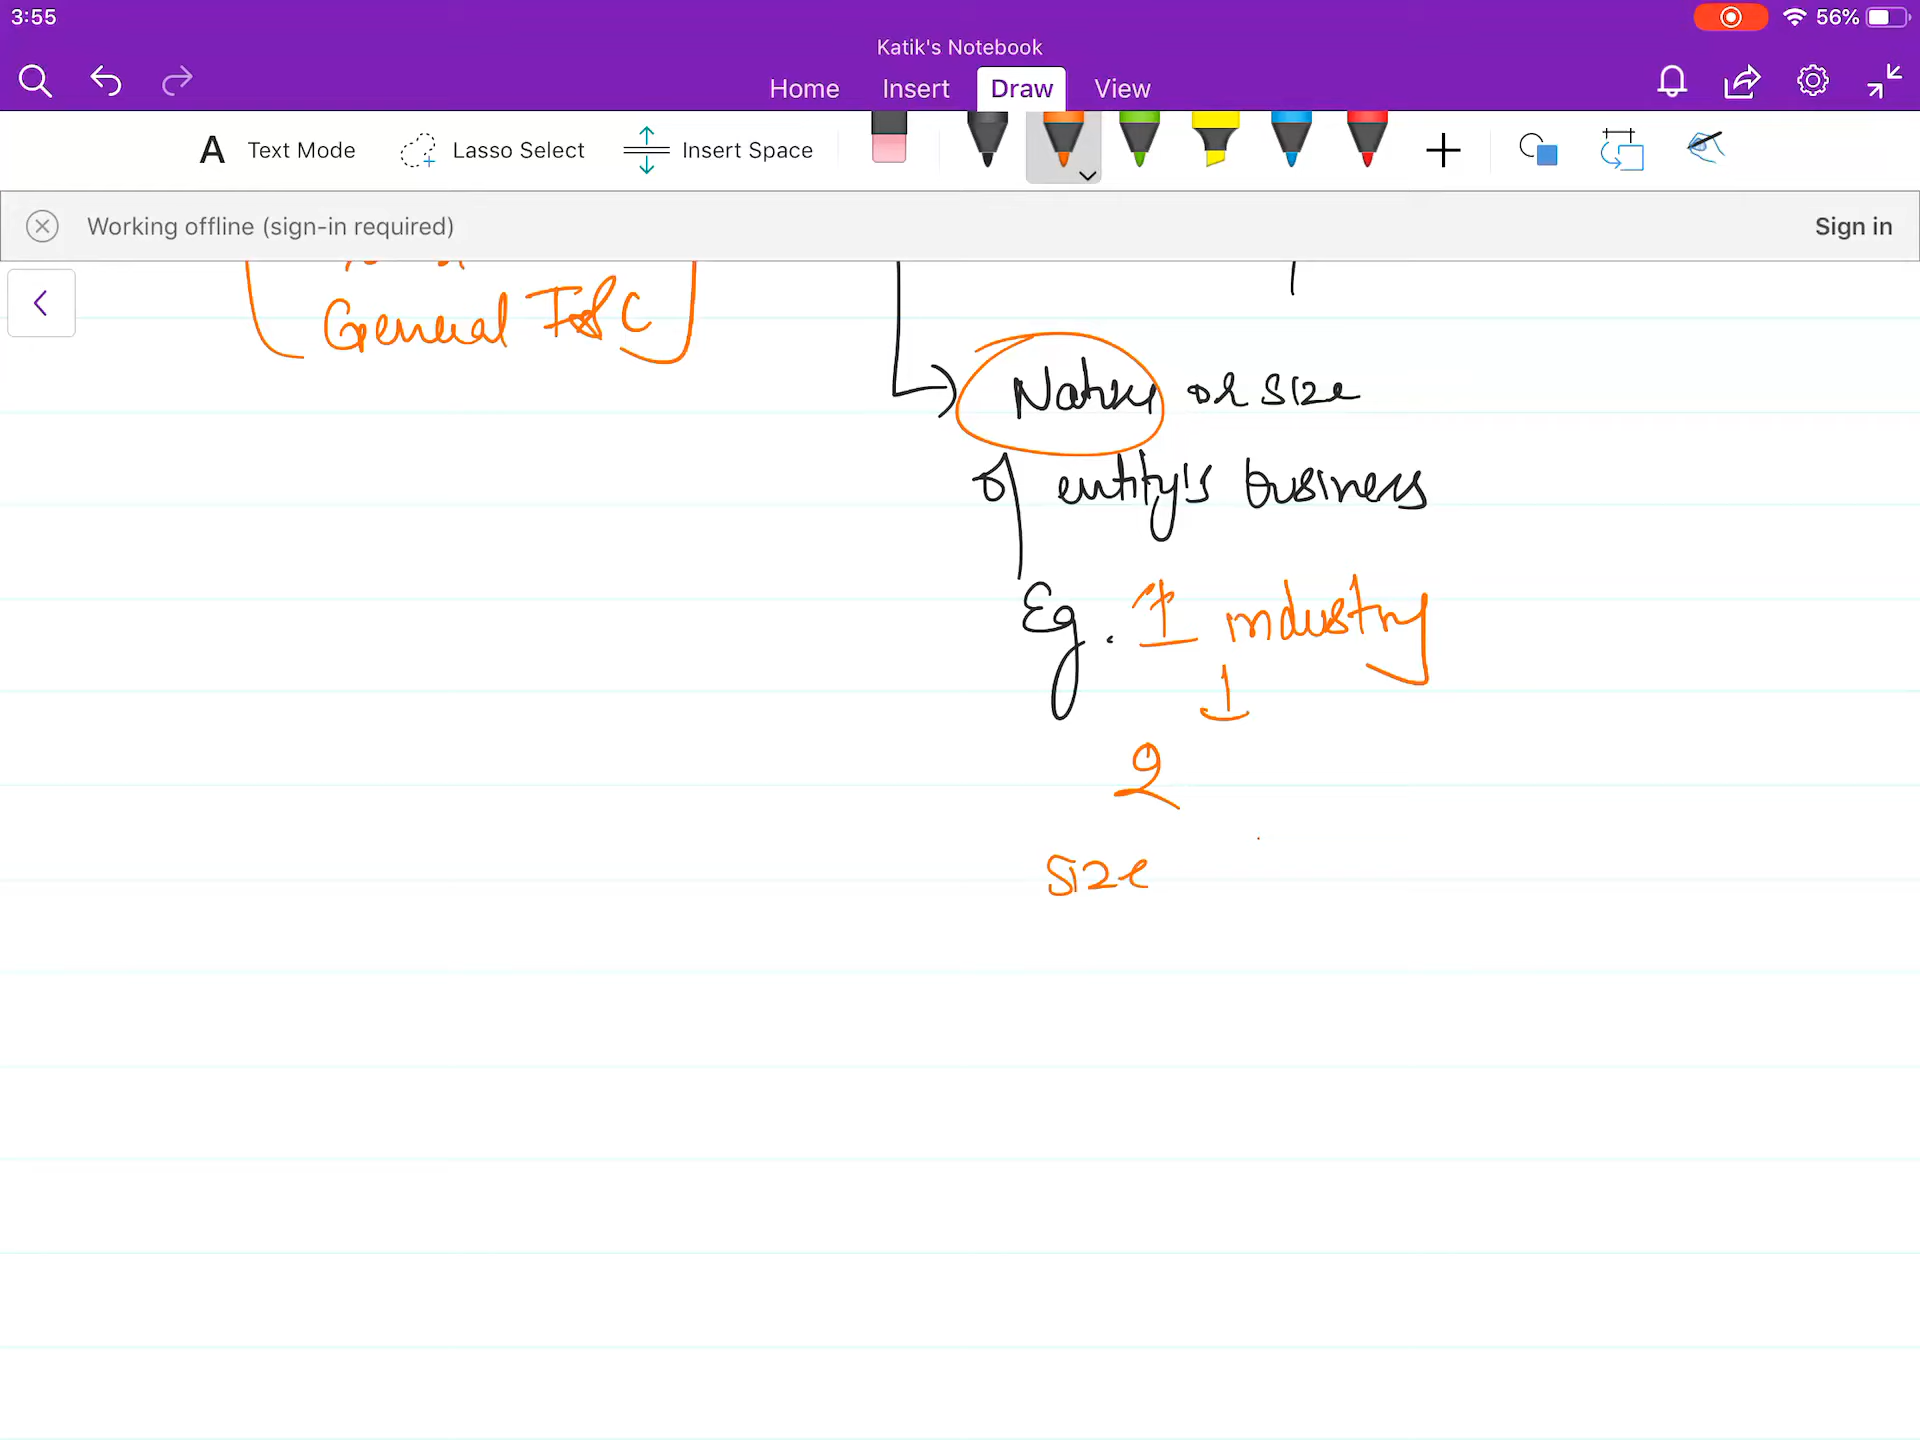 3:55
56%
Katik's Notebook
Home Insert Draw View
A Text Mode Lasso Select Insert Space
Working offline (sign-in required) Sign in
General
Nature or size
of entity's business
Eg. 1 industry
2
size